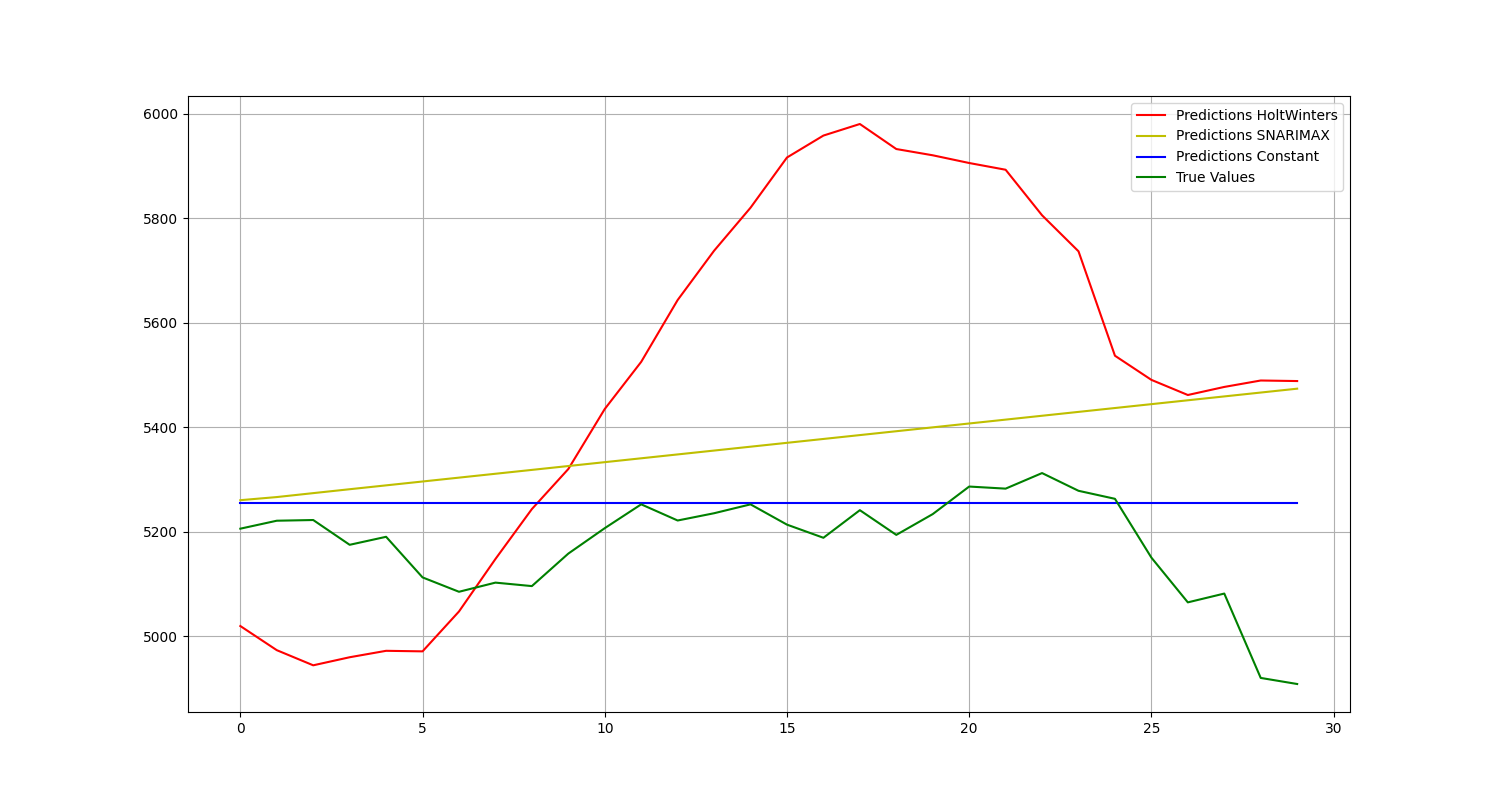 Predictions HoltWinters
Predictions SNARIMAX
Predictions Constant
True Values
6000
5800
5600
5400
5200
5000
0 5 10 15 20 25 30